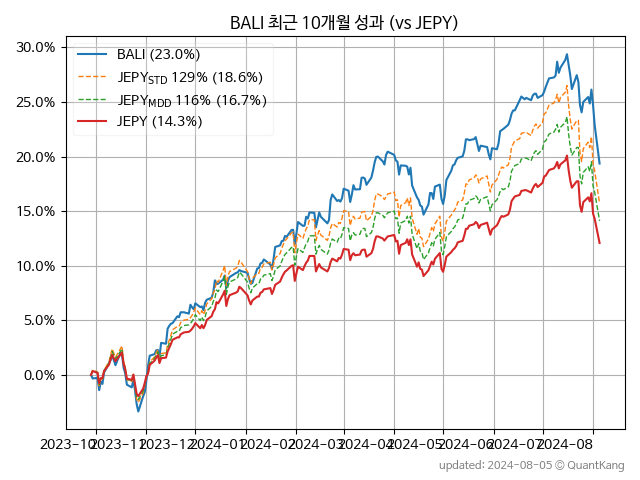 BALI 최근 10개월 성과 (vs JEPY)
BALI (23.0%)
JEPY_STD 129% (18.6%)
JEPY_MDD 116% (16.7%)
JEPY (14.3%)
30.0%
25.0%
20.0%
15.0%
10.0%
5.0%
0.0%
2023-10 2023-11 2023-12 2024-01 2024-02 2024-03 2024-04 2024-05 2024-06 2024-07 2024-08
updated: 2024-08-05 © QuantKang